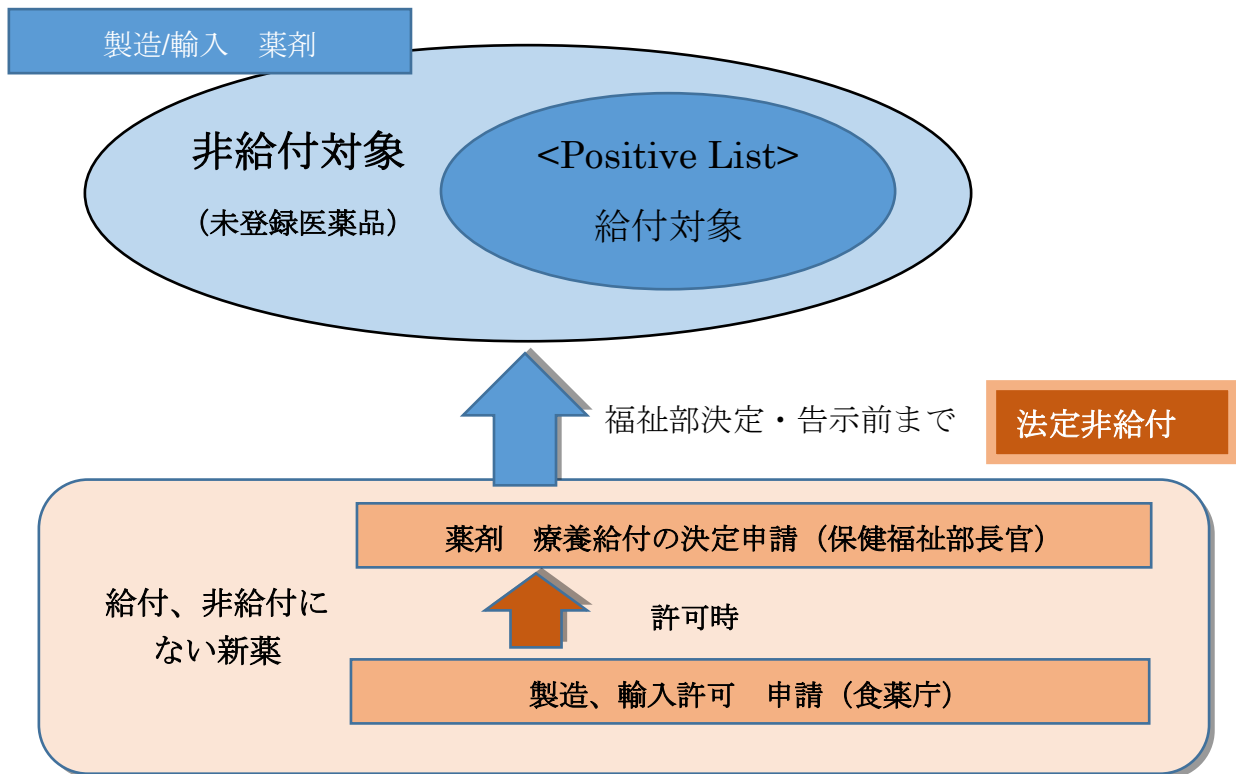 製造/輸入　薬剤
非給付対象
（未登録医薬品）
<Positive List>
給付対象
福祉部決定・告示前まで
法定非給付
薬剤　療養給付の決定申請（保健福祉部長官）
給付、非給付に
ない新薬
許可時
製造、輸入許可　申請（食薬庁）